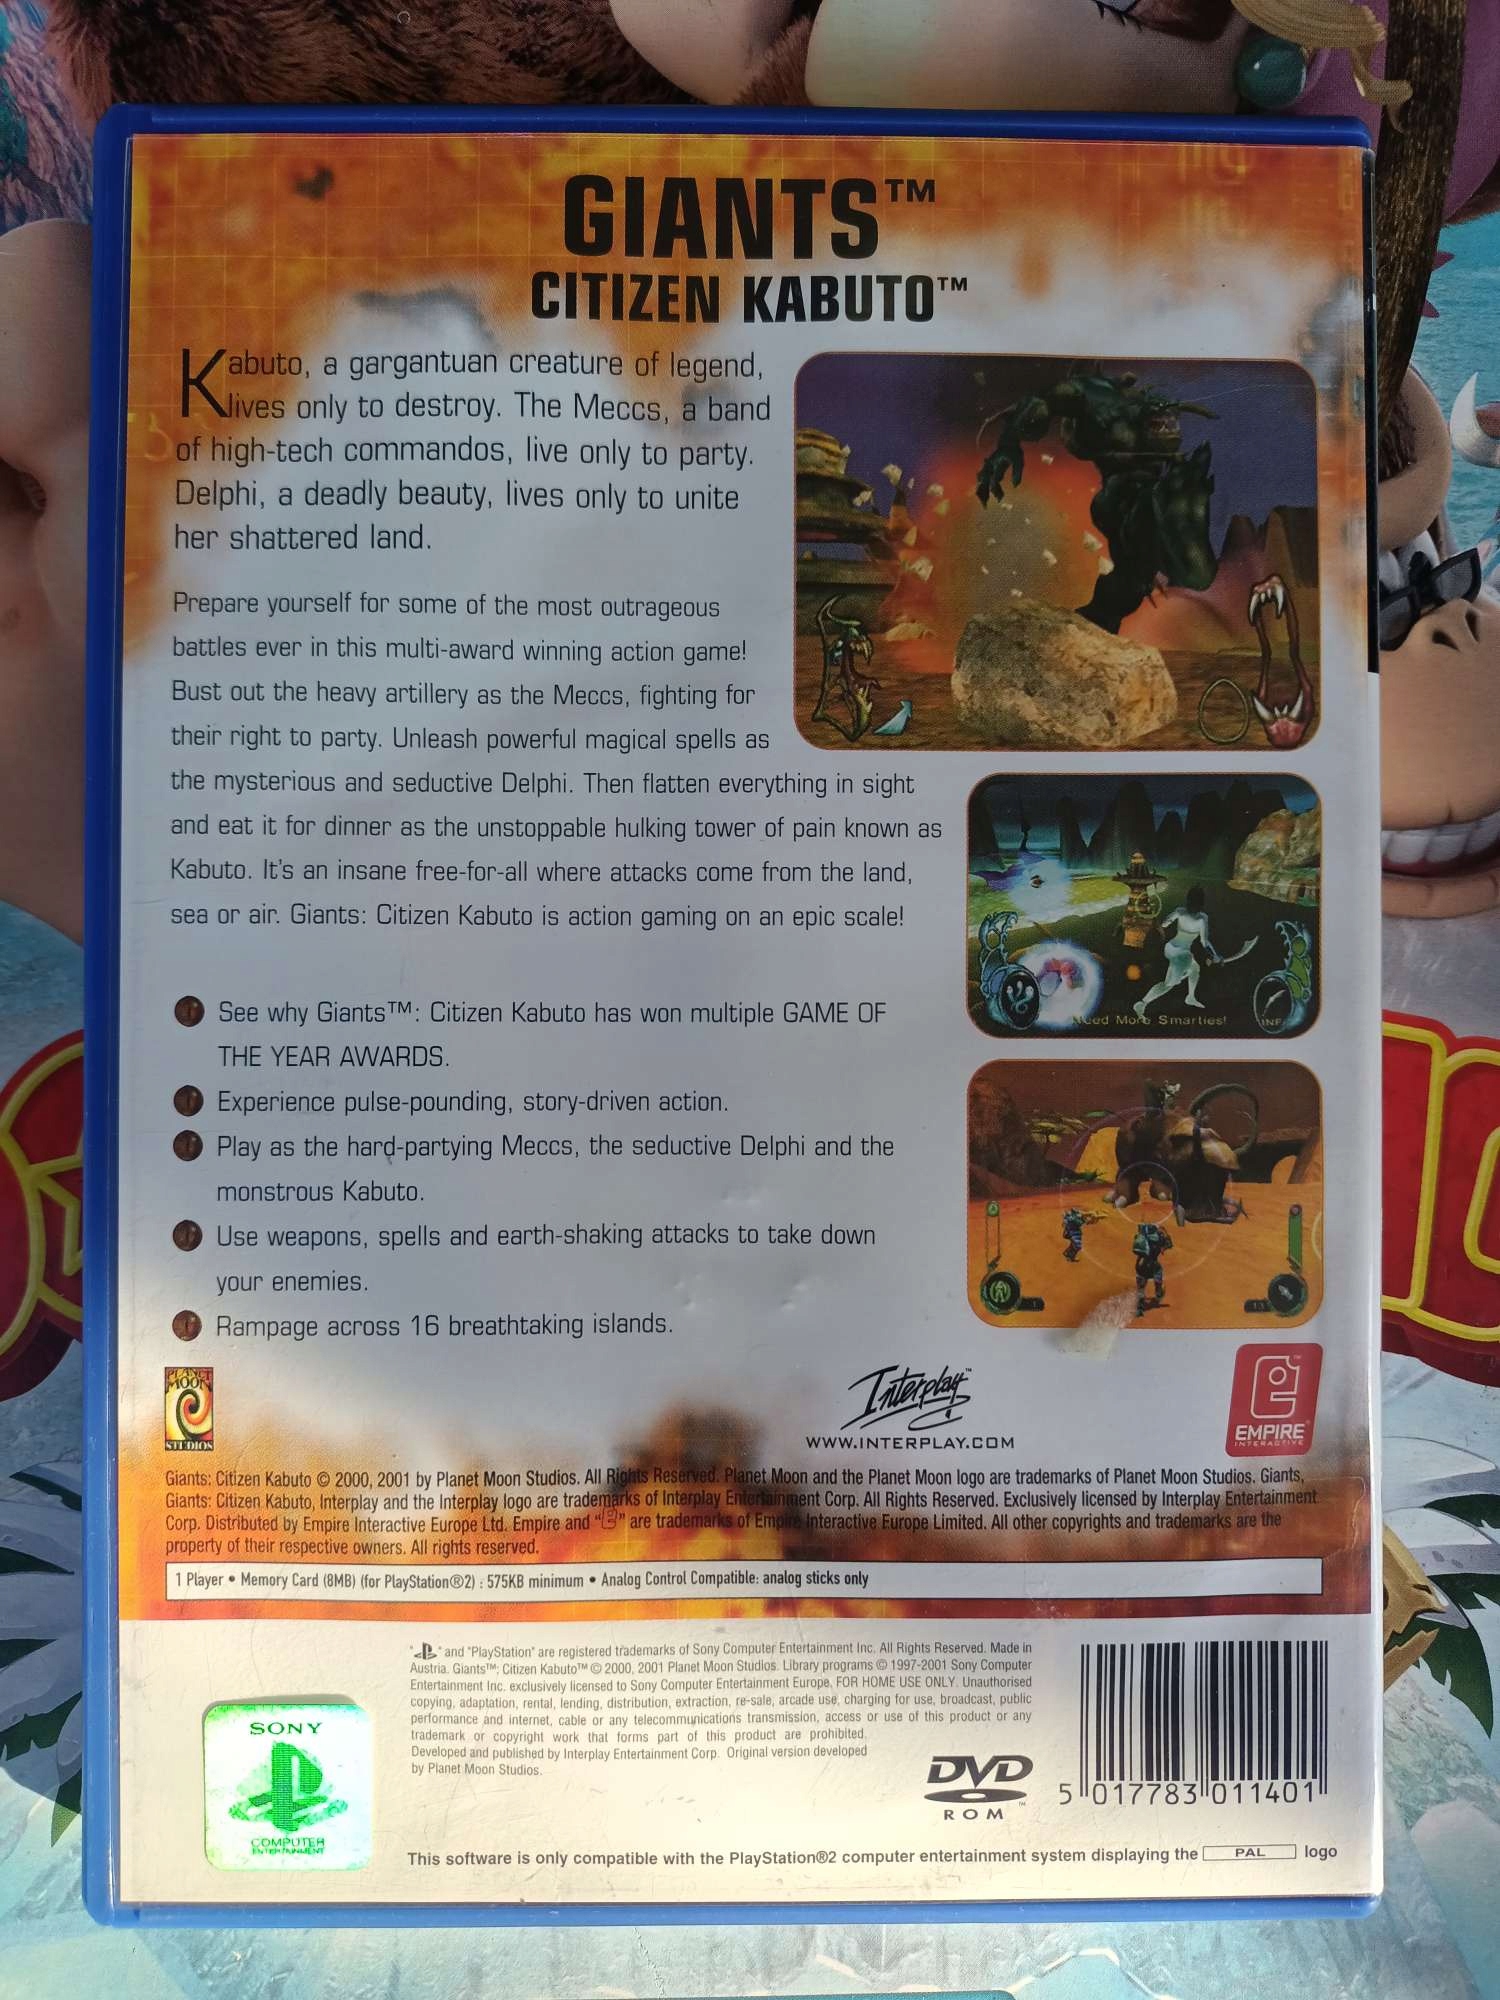 GIANTS™
CITIZEN KABUTO™
Kabuto, a gargantuan creature of legend,
lives only to destroy. The Meccs, a band
of high-tech commandos, live only to party.
Delphi, a deadly beauty, lives only to unite
her shattered land.
Prepare yourself for some of the most outrageous
battles ever in this multi-award winning action game!
Bust out the heavy artillery as the Meccs, fighting for
their right to party. Unleash powerful magical spells as
the mysterious and seductive Delphi. Then flatten everything in sight
and eat it for dinner as the unstoppable hulking tower of pain known as
Kabuto. It's an insane free-for-all where attacks come from the land,
sea or air. Giants: Citizen Kabuto is action gaming on an epic scale!
Need More Smarties!
INF
See why Giants™: Citizen Kabuto has won multiple GAME OF
THE YEAR AWARDS.
Experience pulse-pounding, story-driven action.
Play as the hard-partying Meccs, the seductive Delphi and the
monstrous Kabuto.
Use weapons, spells and earth-shaking attacks to take down
your enemies.
Rampage across 16 breathtaking islands.
PLANET
MOON
STUDIOS
Interplay™
WWW.INTERPLAY.COM
EMPIRE®
INTERACTIVE
Giants: Citizen Kabuto © 2000, 2001 by Planet Moon Studios. All Rights Reserved. Planet Moon and the Planet Moon logo are trademarks of Planet Moon Studios. Giants,
Giants: Citizen Kabuto, Interplay and the Interplay logo are trademarks of Interplay Entertainment Corp. All Rights Reserved. Exclusively licensed by Interplay Entertainment
Corp. Distributed by Empire Interactive Europe Ltd. Empire and "e" are trademarks of Empire Interactive Europe Limited. All other copyrights and trademarks are the
property of their respective owners. All rights reserved.
1 Player • Memory Card (8MB) (for PlayStation®2) : 575KB minimum • Analog Control Compatible: analog sticks only
" " and "PlayStation" are registered trademarks of Sony Computer Entertainment Inc. All Rights Reserved. Made in
Austria. Giants™: Citizen Kabuto™ © 2000, 2001 Planet Moon Studios. Library programs © 1997-2001 Sony Computer
Entertainment Inc. exclusively licensed to Sony Computer Entertainment Europe. FOR HOME USE ONLY. Unauthorised
copying, adaptation, rental, lending, distribution, extraction, re-sale, arcade use, charging for use, broadcast, public
performance and internet, cable or any telecommunications transmission, access or use of this product or any
trademark or copyright work that forms part of this product are prohibited.
Developed and published by Interplay Entertainment Corp. Original version developed
by Planet Moon Studios.
SONY
COMPUTER
ENTERTAINMENT
DVD
ROM
5 017783 011401
This software is only compatible with the PlayStation®2 computer entertainment system displaying the PAL logo